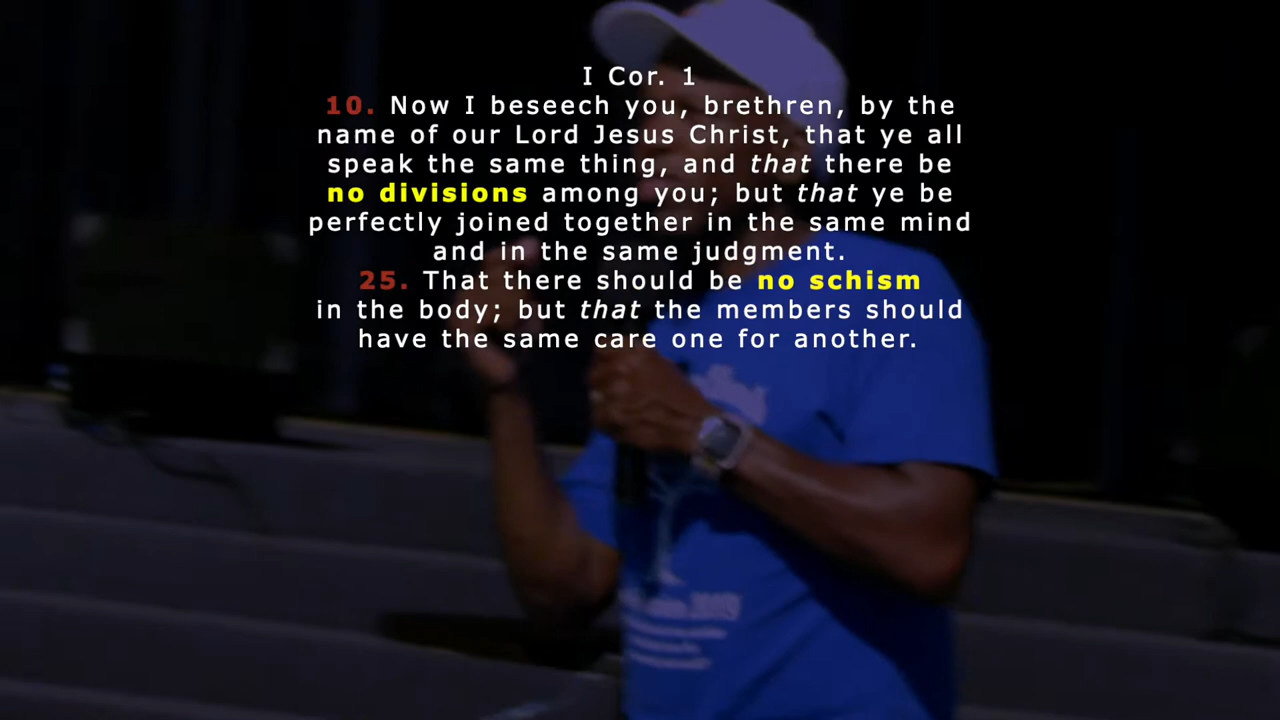 I Cor. 1
10. Now I beseech you, brethren, by the
name of our Lord Jesus Christ, that ye all
speak the same thing, and that there be
no divisions among you; but that ye be
perfectly joined together in the same mind
and in the same judgment.
25. That there should be no schism
in the body; but that the members should
have the same care one for another.